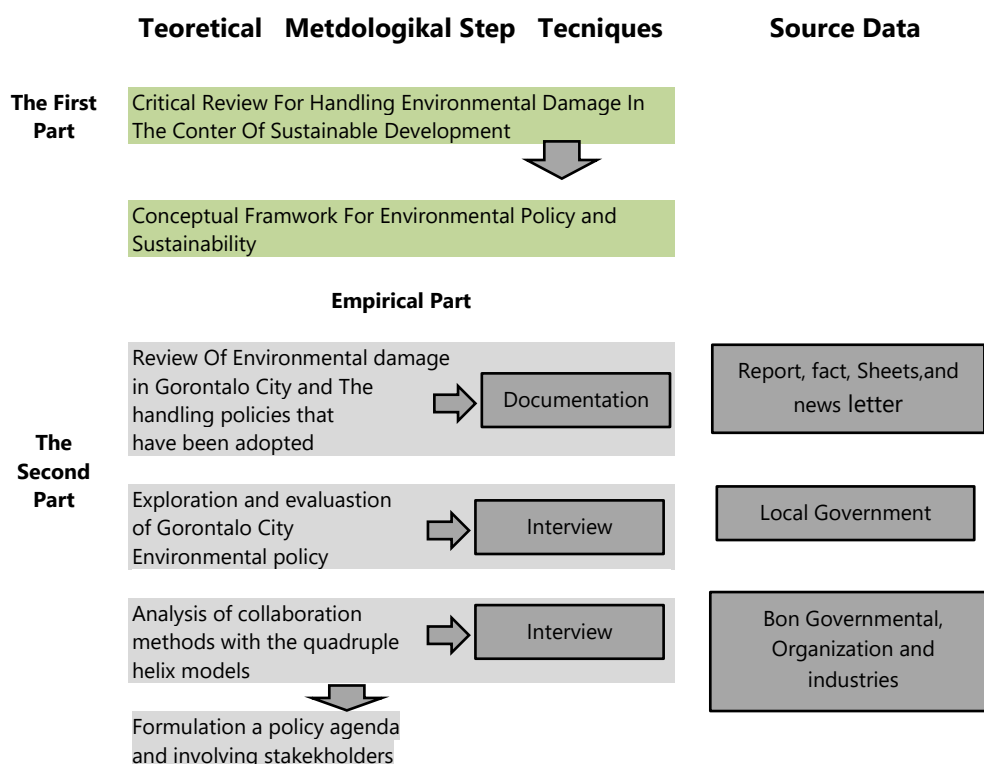 Teoretical Metdologikal Step Tecniques Source Data
The First
Part
Critical Review For Handling Environmental Damage In
The Conter Of Sustainable Development
Conceptual Framwork For Environmental Policy and
Sustainability
Empirical Part
The
Second
Part
Review Of Environmental damage
in Gorontalo City and The
handling policies that
have been adopted
Documentation
Report, fact, Sheets,and
news letter
Exploration and evaluastion
of Gorontalo City
Environmental policy
Interview
Local Government
Analysis of collaboration
methods with the quadruple
helix models
Interview
Bon Governmental,
Organization and
industries
Formulation a policy agenda
and involving stakekholders